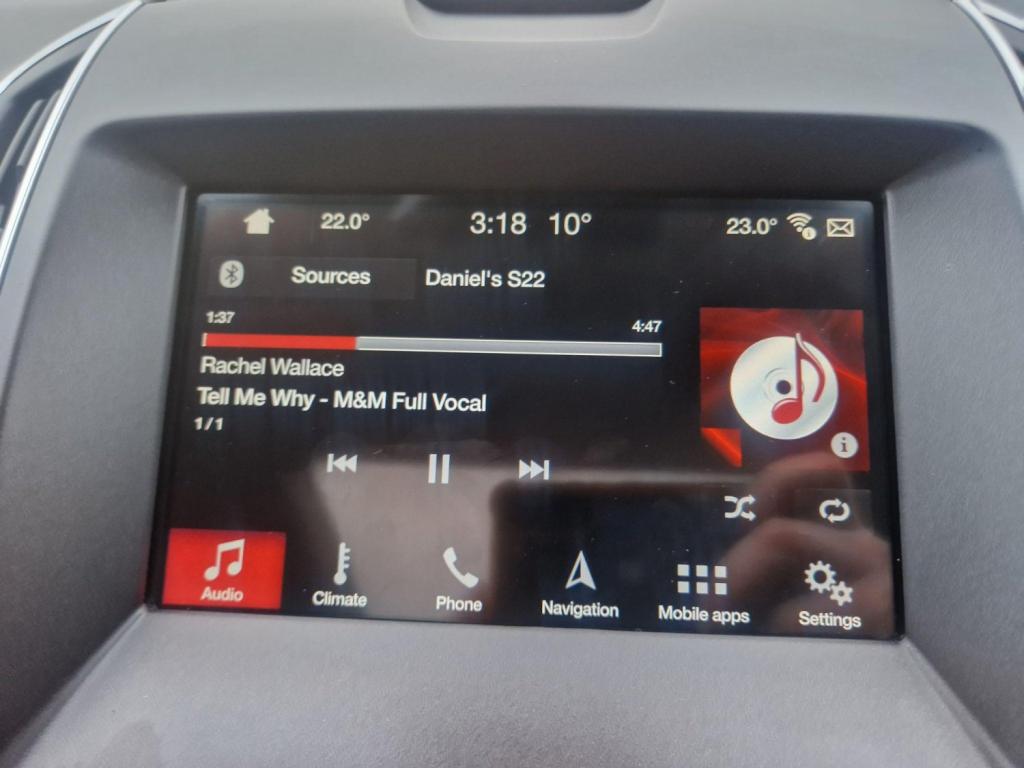 22.0° 3:18 10° 23.0°
Sources Daniel's S22
1:37 4:47
Rachel Wallace
Tell Me Why - M&M Full Vocal
1/1
Audio Climate Phone Navigation Mobile apps Settings